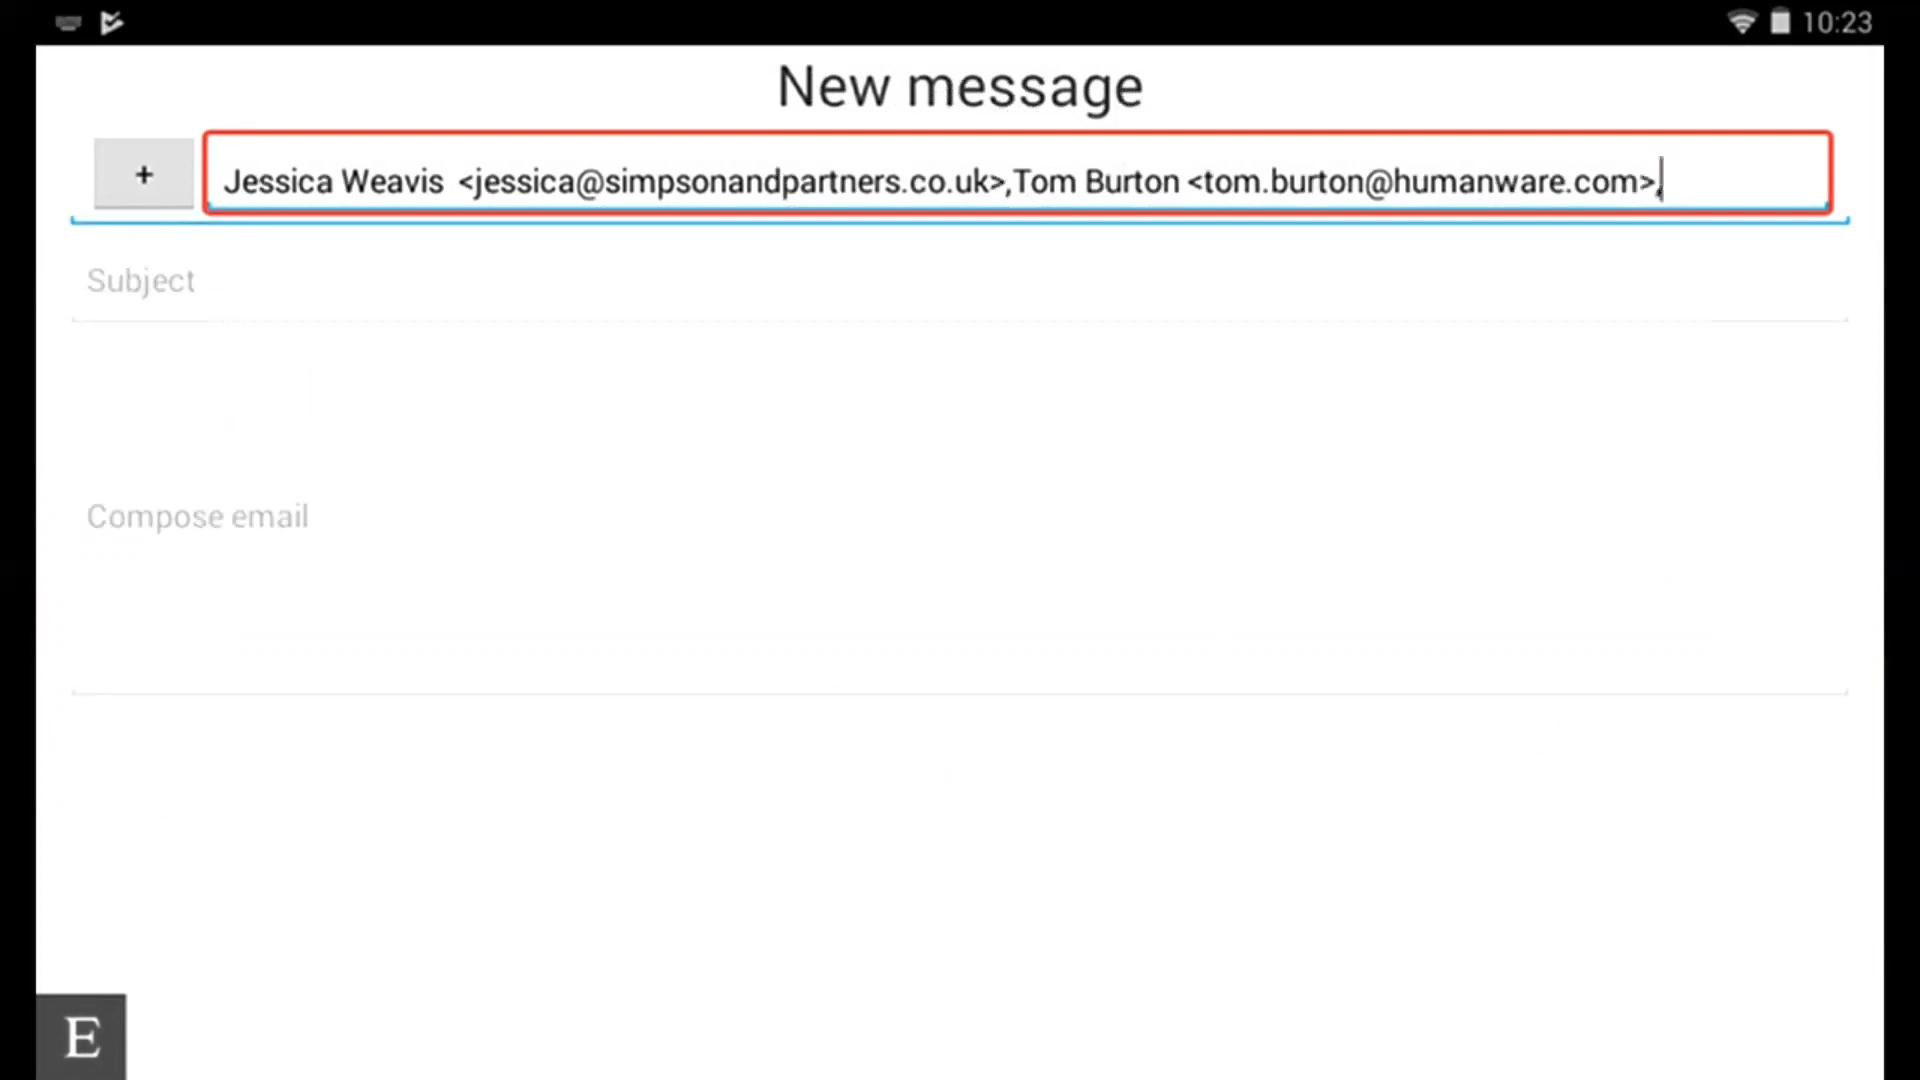 10:23
New message
+
Jessica Weavis <jessica@simpsonandpartners.co.uk>,Tom Burton <tom.burton@humanware.com>,
Subject
Compose email
E